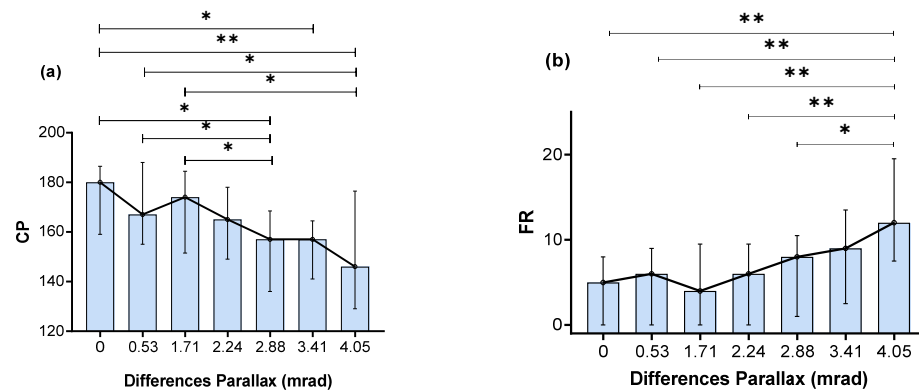 (a)
*
**
*
*
*
*
*
CP
200
180
160
140
120
0 0.53 1.71 2.24 2.88 3.41 4.05
Differences Parallax (mrad)
(b)
**
**
**
**
*
FR
20
10
0
0 0.53 1.71 2.24 2.88 3.41 4.05
Differences Parallax (mrad)